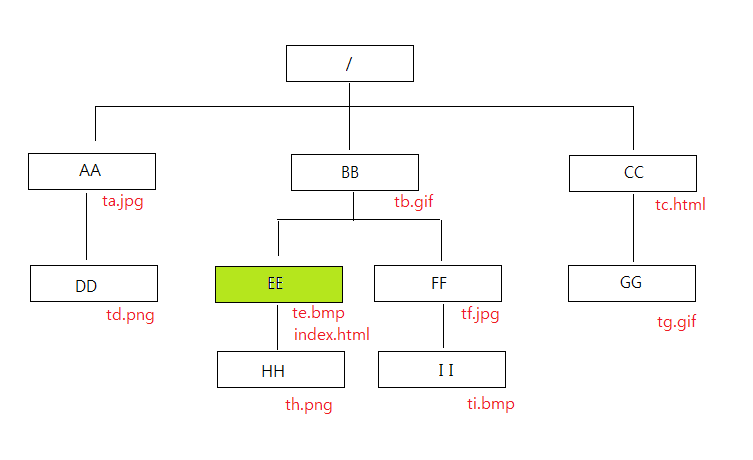 /
AA
BB
CC
ta.jpg
tb.gif
tc.html
DD
EE
FF
GG
td.png
te.bmp
index.html
tf.jpg
tg.gif
HH
I I
th.png
ti.bmp